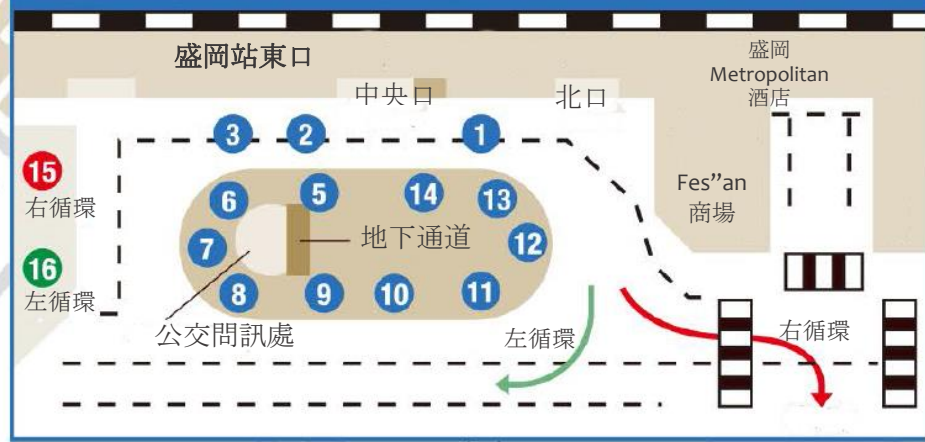 盛岡站東口
盛岡
Metropolitan
酒店
中央口
北口
3
2
1
15
右循環
6
5
14
13
Fes”an
商場
7
地下通道
12
16
左循環
8
9
10
11
公交問訊處
左循環
右循環